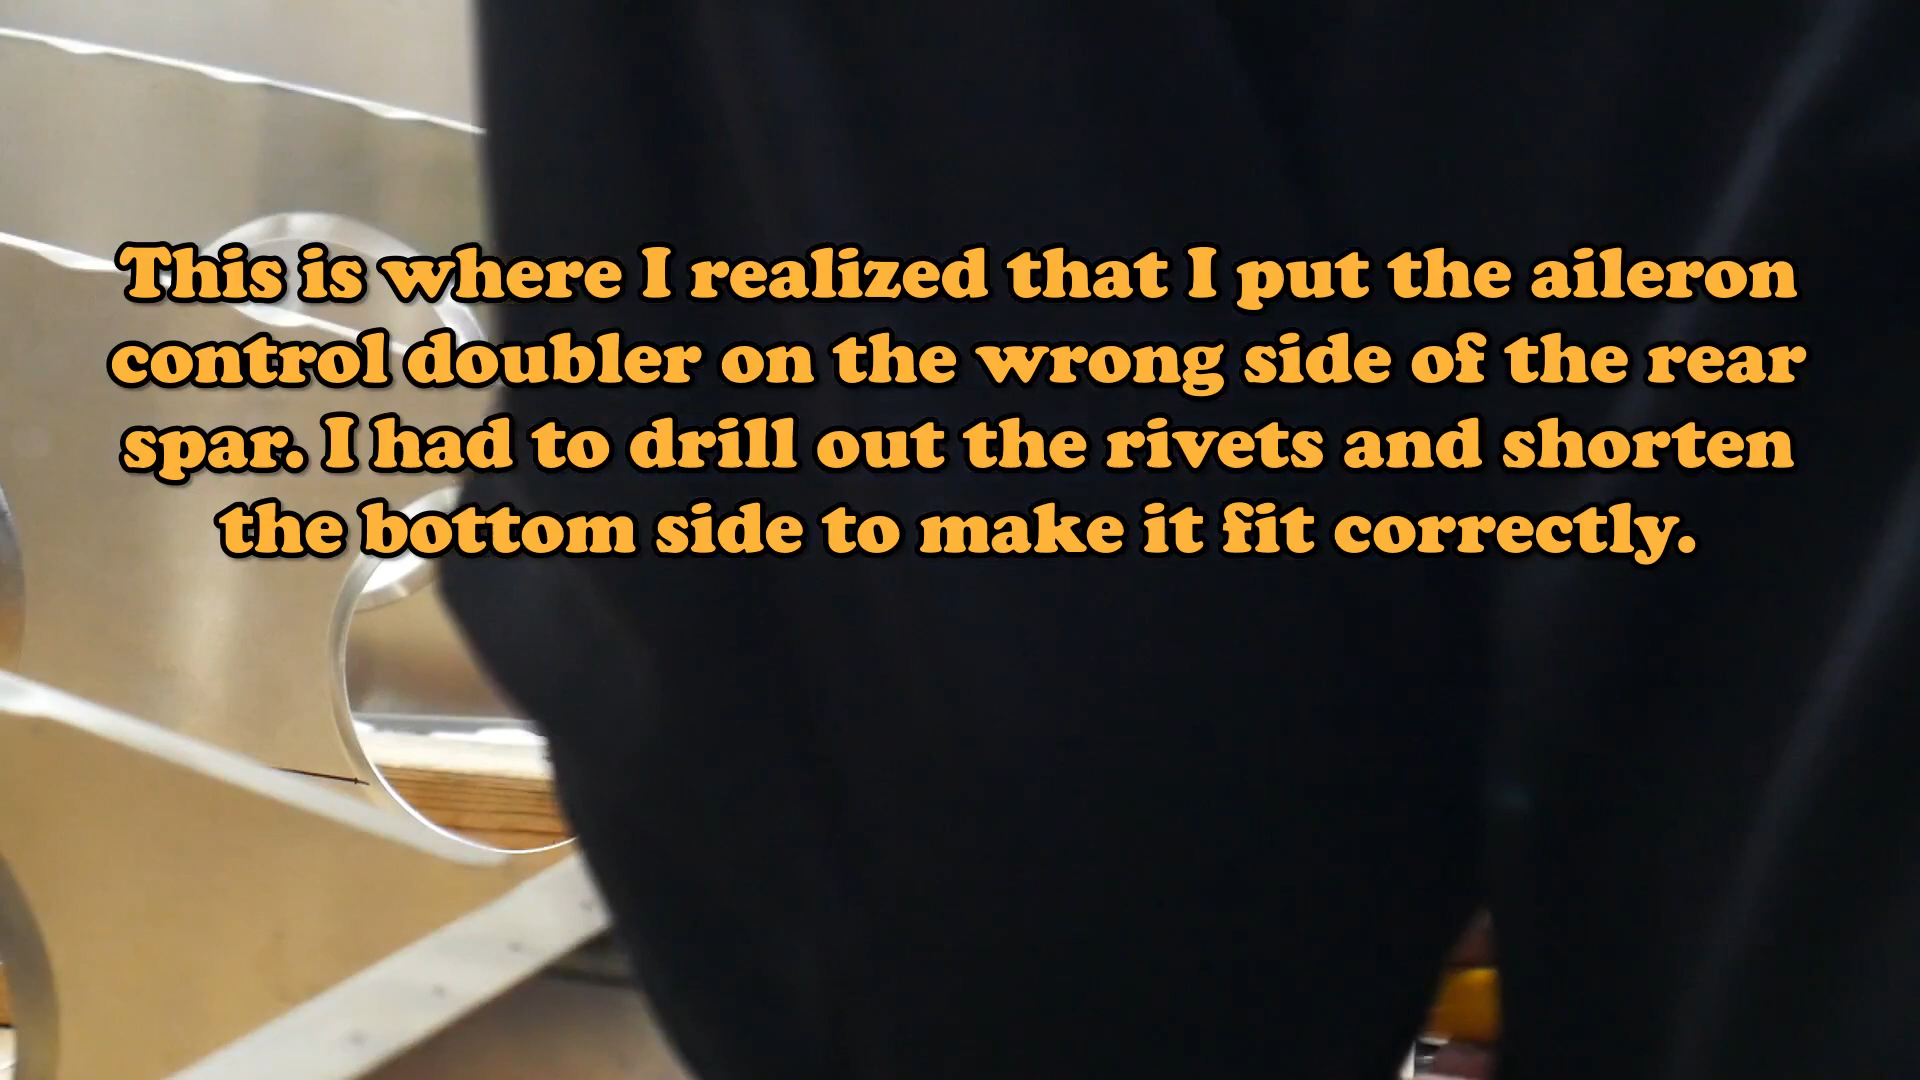 This is where I realized that I put the aileron
control doubler on the wrong side of the rear
spar. I had to drill out the rivets and shorten
the bottom side to make it fit correctly.